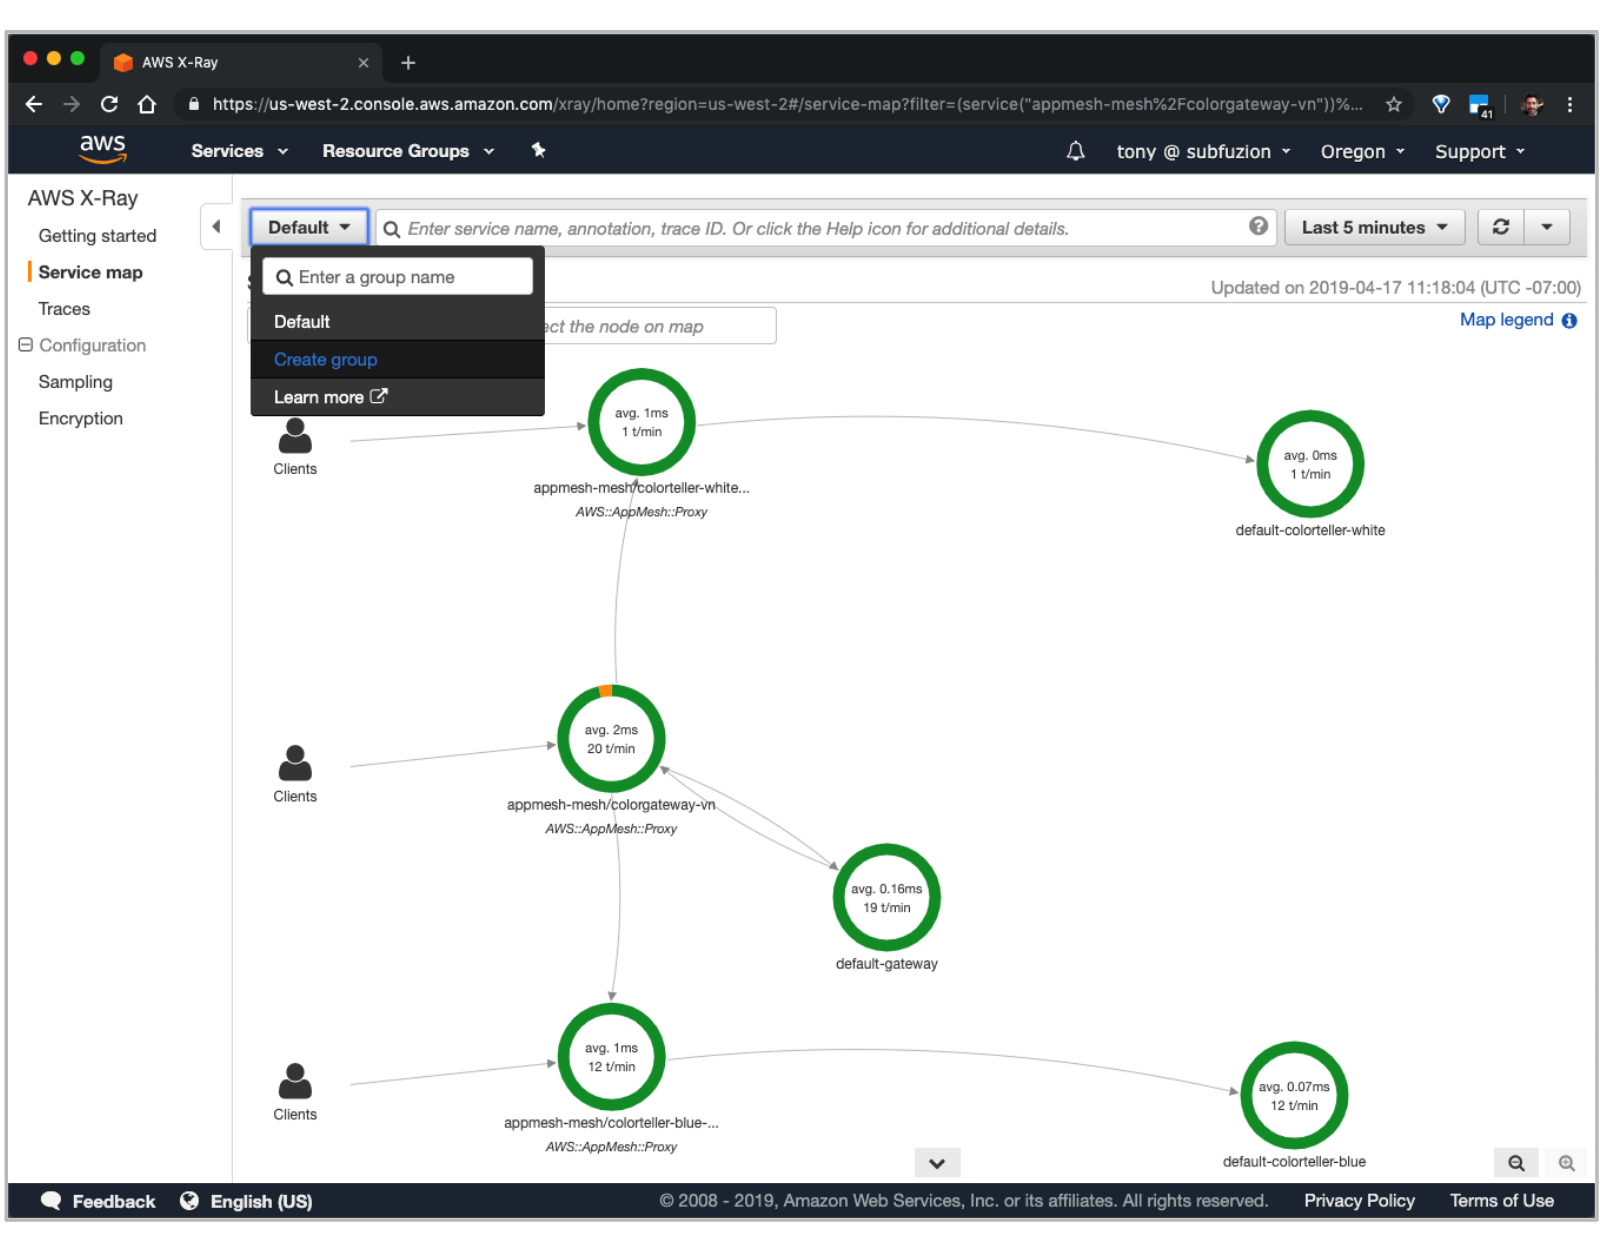 AWS X-Ray
https://us-west-2.console.aws.amazon.com/xray/home?region=us-west-2#/service-map?filter=(service("appmesh-mesh%2Fcolorgateway-vn"))%...
41
aws
Services
Resource Groups
tony @ subfuzion
Oregon
Support
AWS X-Ray
Getting started
Service map
Traces
Configuration
Sampling
Encryption
Default
Enter service name, annotation, trace ID. Or click the Help icon for additional details.
Last 5 minutes
Enter a group name
Default
Create group
Learn more
Updated on 2019-04-17 11:18:04 (UTC -07:00)
the node on map
Map legend
Clients
avg. 1ms
1 t/min
appmesh-mesh/colorteller-white...
AWS::AppMesh::Proxy
avg. 0ms
1 t/min
default-colorteller-white
Clients
avg. 2ms
20 t/min
appmesh-mesh/colorgateway-vn
AWS::AppMesh::Proxy
avg. 0.16ms
19 t/min
default-gateway
Clients
avg. 1ms
12 t/min
appmesh-mesh/colorteller-blue-...
AWS::AppMesh::Proxy
avg. 0.07ms
12 t/min
default-colorteller-blue
Feedback
English (US)
© 2008 - 2019, Amazon Web Services, Inc. or its affiliates. All rights reserved.
Privacy Policy
Terms of Use